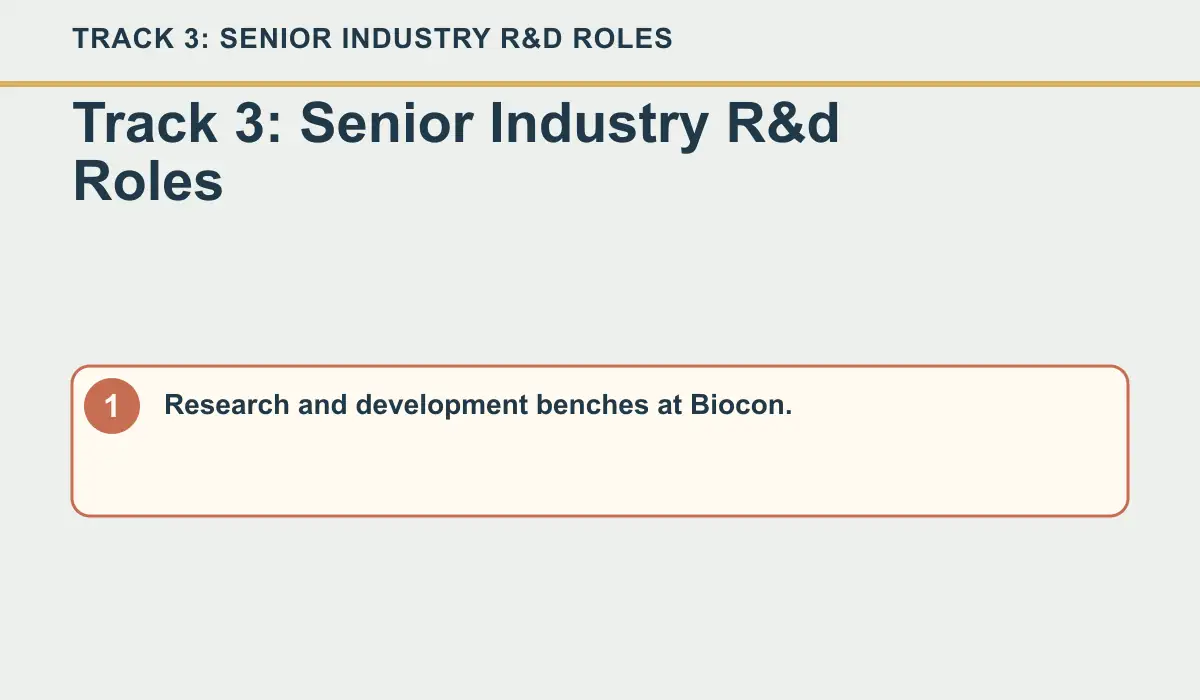 TRACK 3: SENIOR INDUSTRY R&D ROLES
Track 3: Senior Industry R&d
Roles
1
Research and development benches at Biocon.